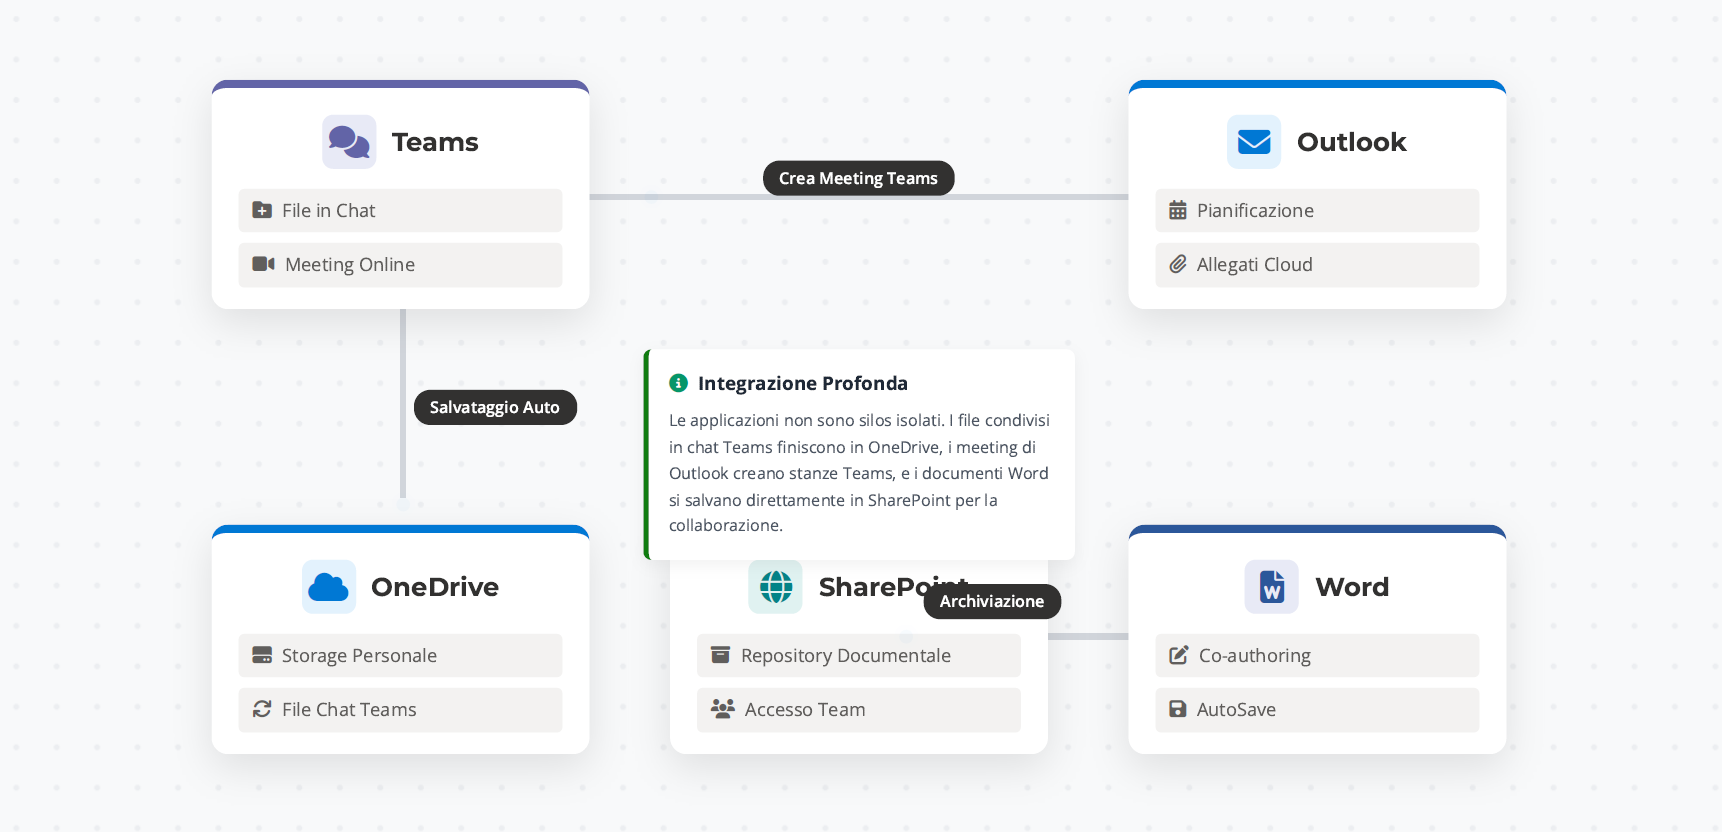 Teams
File in Chat
Meeting Online
Crea Meeting Teams
Outlook
Pianificazione
Allegati Cloud
Salvataggio Auto
Integrazione Profonda
Le applicazioni non sono silos isolati. I file condivisi
in chat Teams finiscono in OneDrive, i meeting di
Outlook creano stanze Teams, e i documenti Word
si salvano direttamente in SharePoint per la
collaborazione.
OneDrive
Storage Personale
File Chat Teams
SharePoint
Archiviazione
Repository Documentale
Accesso Team
Word
Co-authoring
AutoSave